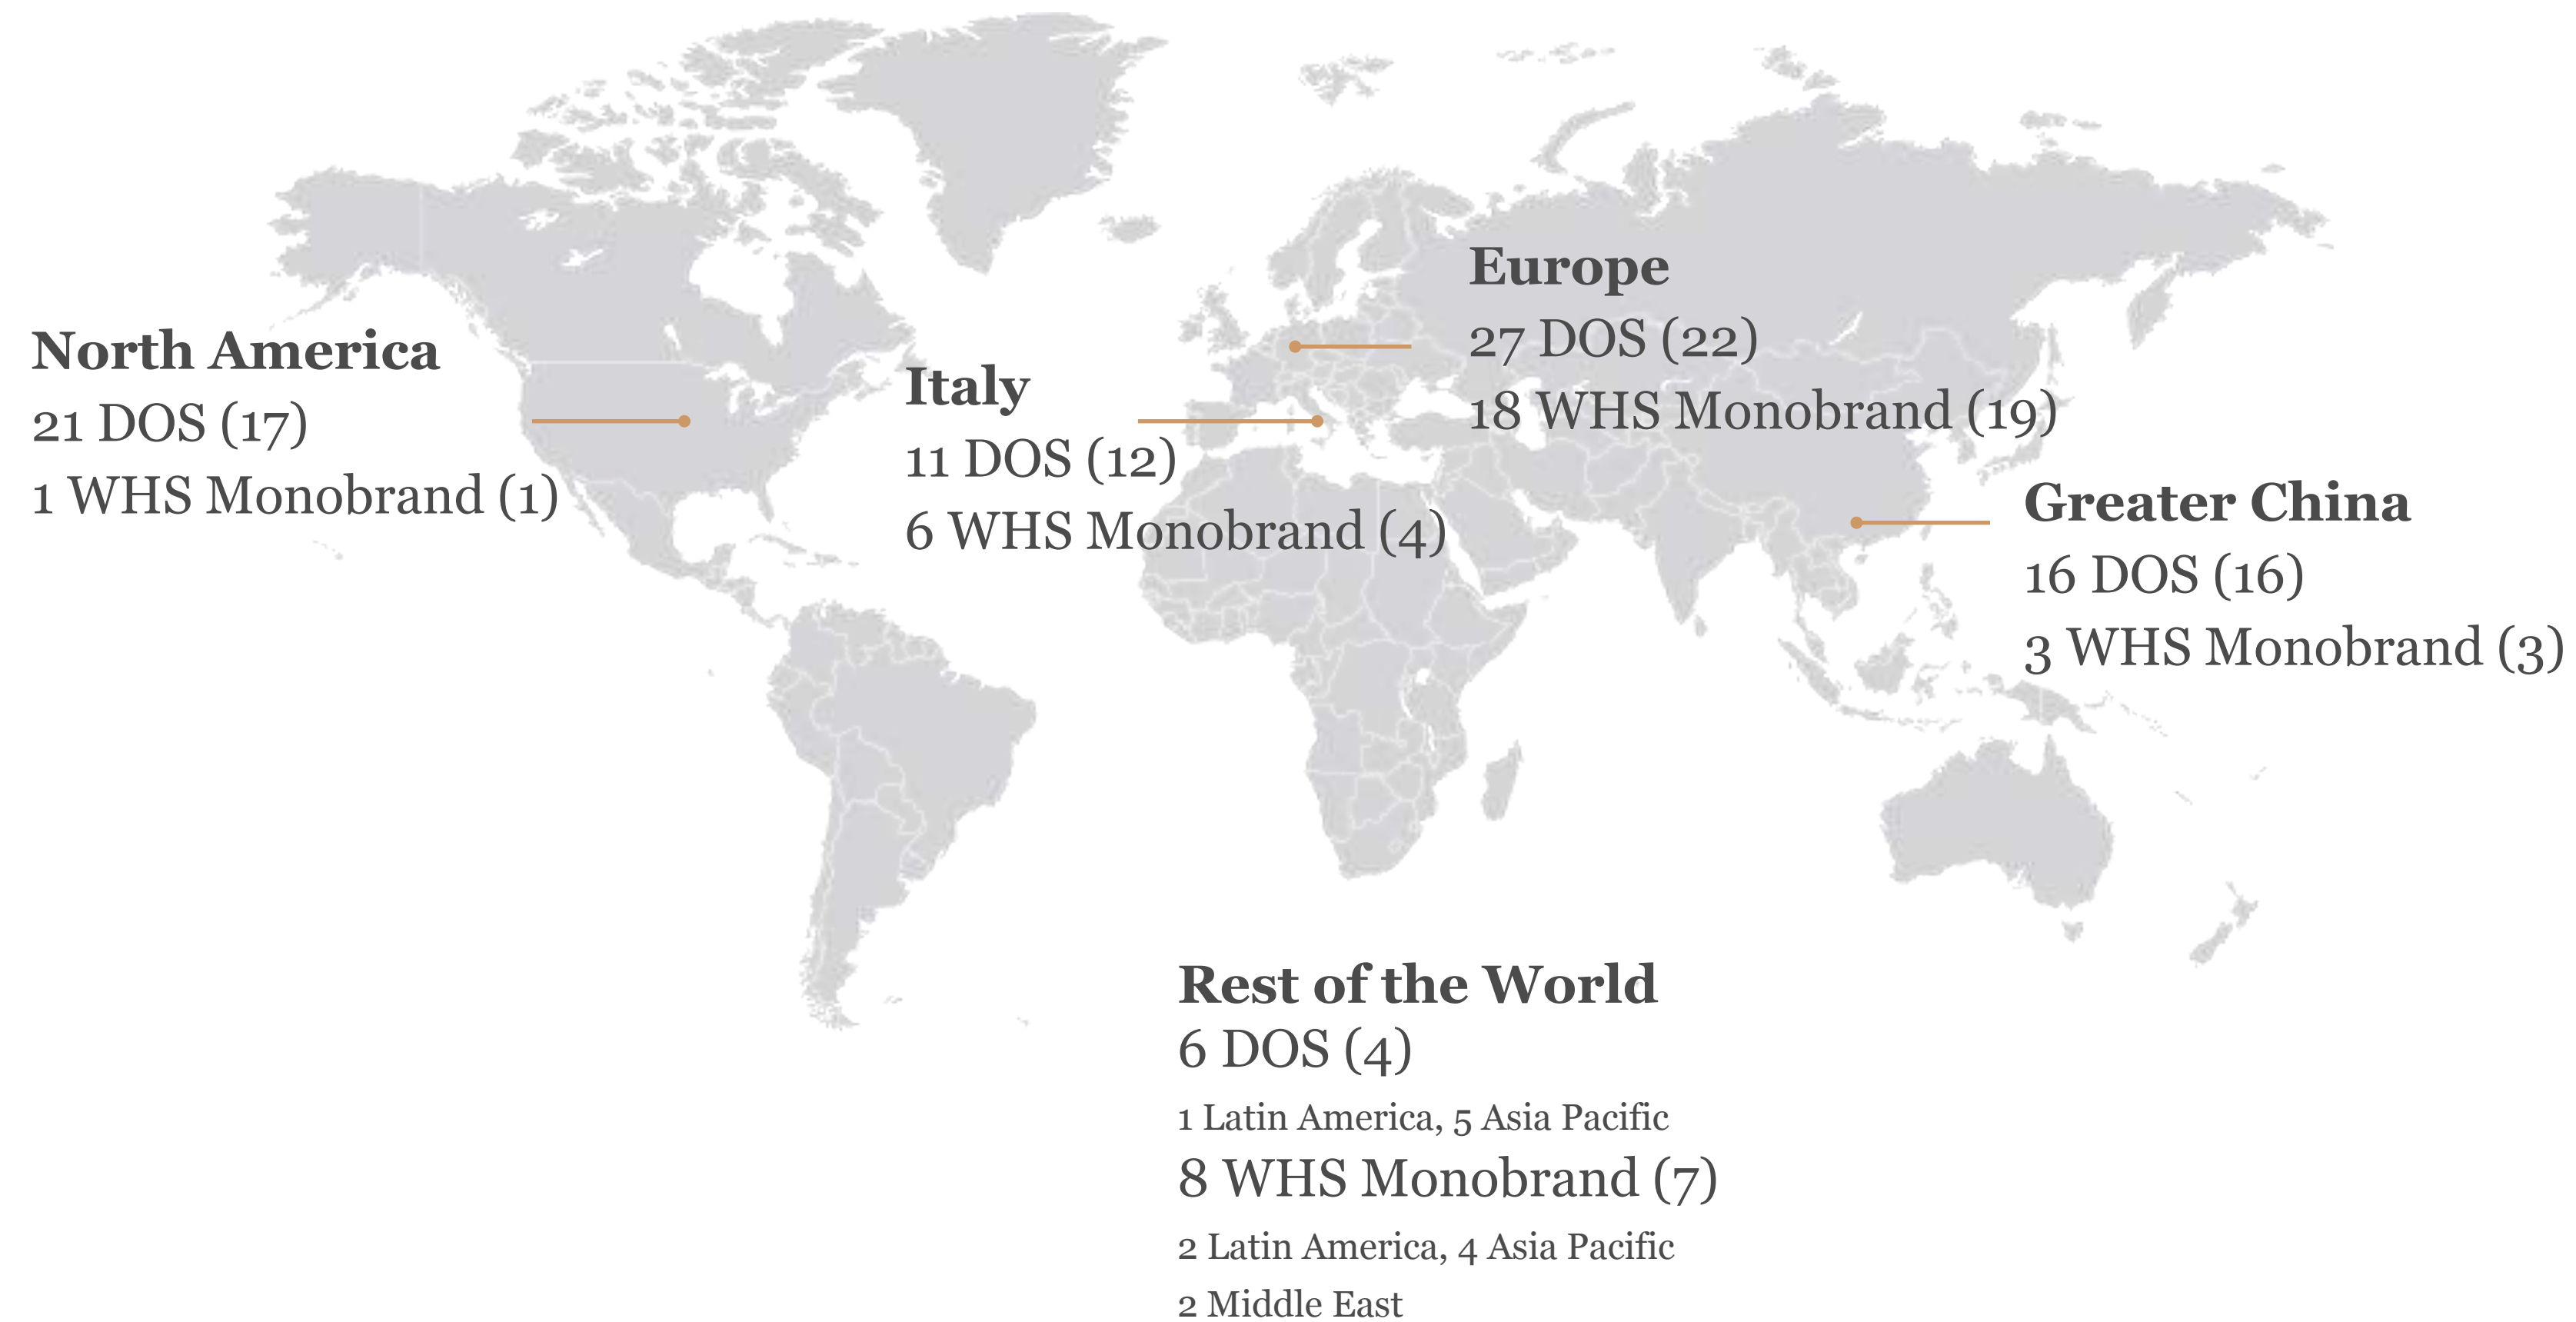 North America
21 DOS (17)
1 WHS Monobrand (1)
Italy
11 DOS (12)
6 WHS Monobrand (4)
Europe
27 DOS (22)
18 WHS Monobrand (19)
Greater China
16 DOS (16)
3 WHS Monobrand (3)
Rest of the World
6 DOS (4)
1 Latin America, 5 Asia Pacific
8 WHS Monobrand (7)
2 Latin America, 4 Asia Pacific
2 Middle East